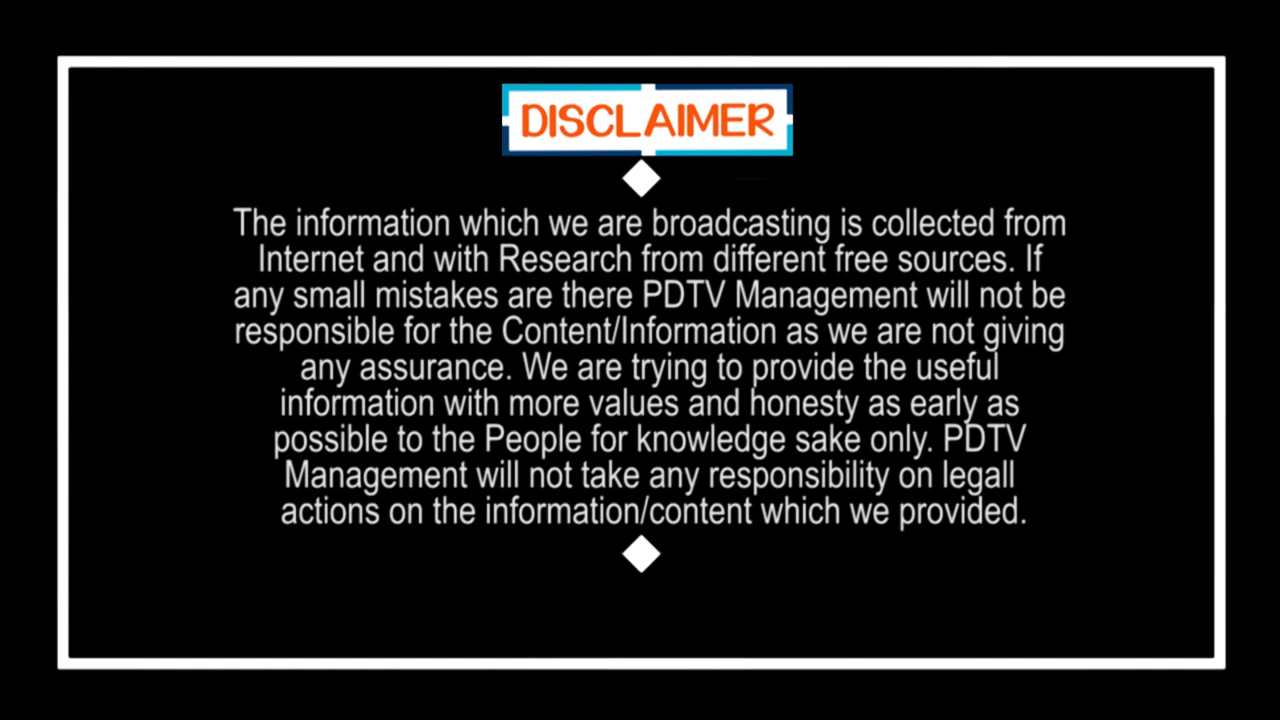 DISCLAIMER
The information which we are broadcasting is collected from
Internet and with Research from different free sources. If
any small mistakes are there PDTV Management will not be
responsible for the Content/Information as we are not giving
any assurance. We are trying to provide the useful
information with more values and honesty as early as
possible to the People for knowledge sake only. PDTV
Management will not take any responsibility on legall
actions on the information/content which we provided.